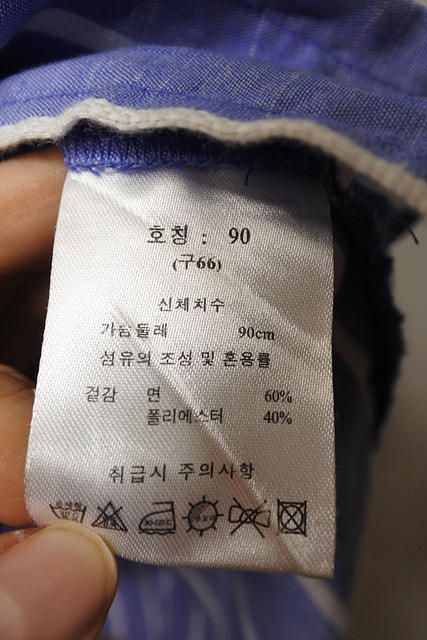 호칭 : 90
(구66)
신체치수
가슴둘레 90cm
섬유의 조성 및 혼용률
겉감 면 60%
폴리에스터 40%
취급시 주의사항